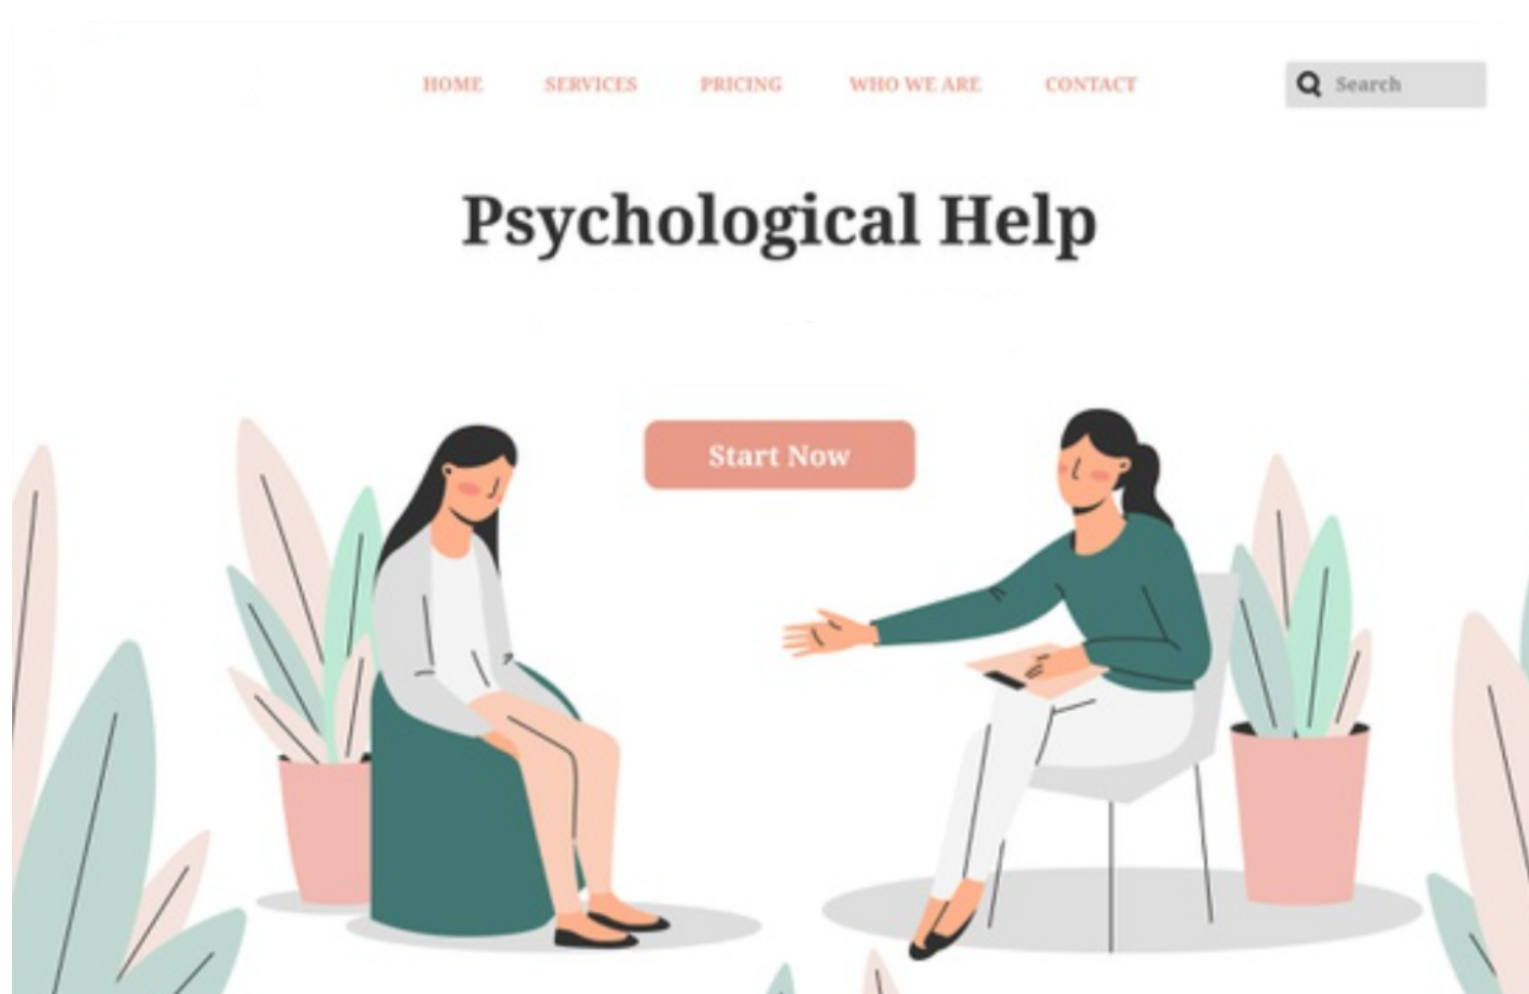 HOME SERVICES PRICING WHO WE ARE CONTACT Search
Psychological Help
Start Now